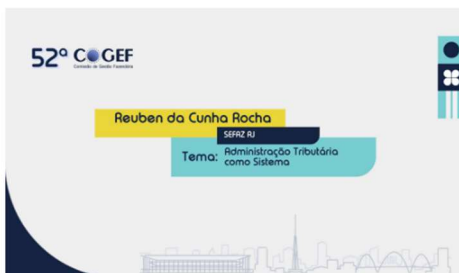 52ª COGEF
Comissão de Gestão Fazendária
Reuben da Cunha Rocha
SEFAZ RJ
Tema: Administração Tributária
como Sistema